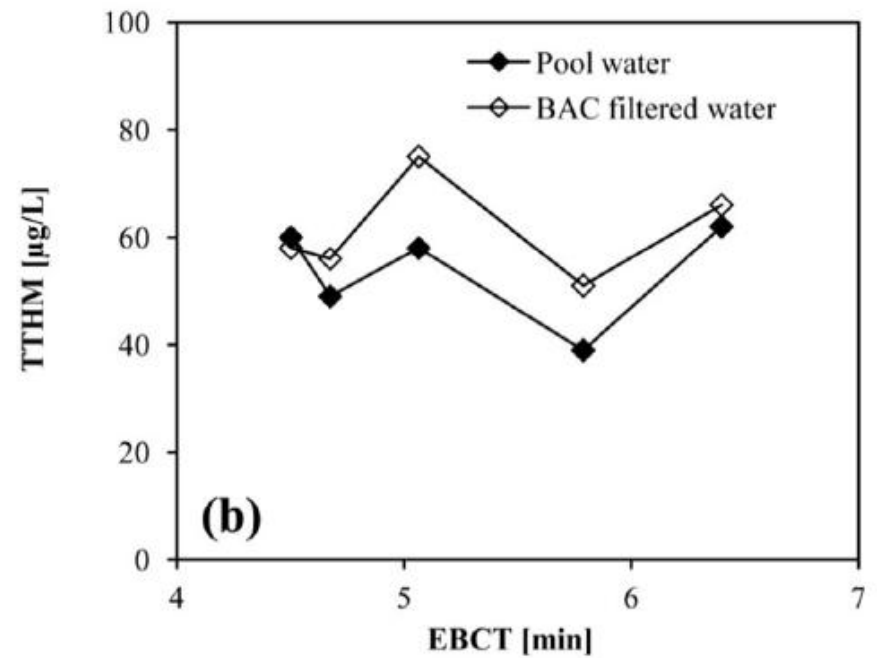 100
80
60
40
20
0
TTHM [µg/L]
Pool water
BAC filtered water
(b)
4 5 6 7
EBCT [min]